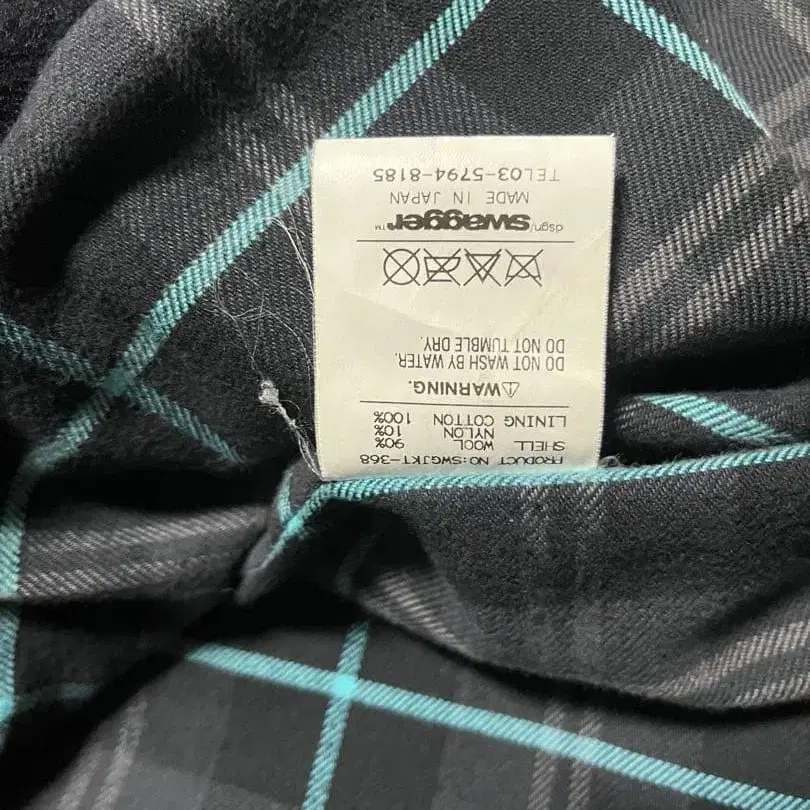 PRODUCT NO:SWGJKT-368
SHELL WOOL 90%
NYLON 10%
LINING COTTON 100%
⚠WARNING.
DO NOT WASH BY WATER.
DO NOT TUMBLE DRY.
dsgn/swagger™
MADE IN JAPAN
TEL03-5794-8185